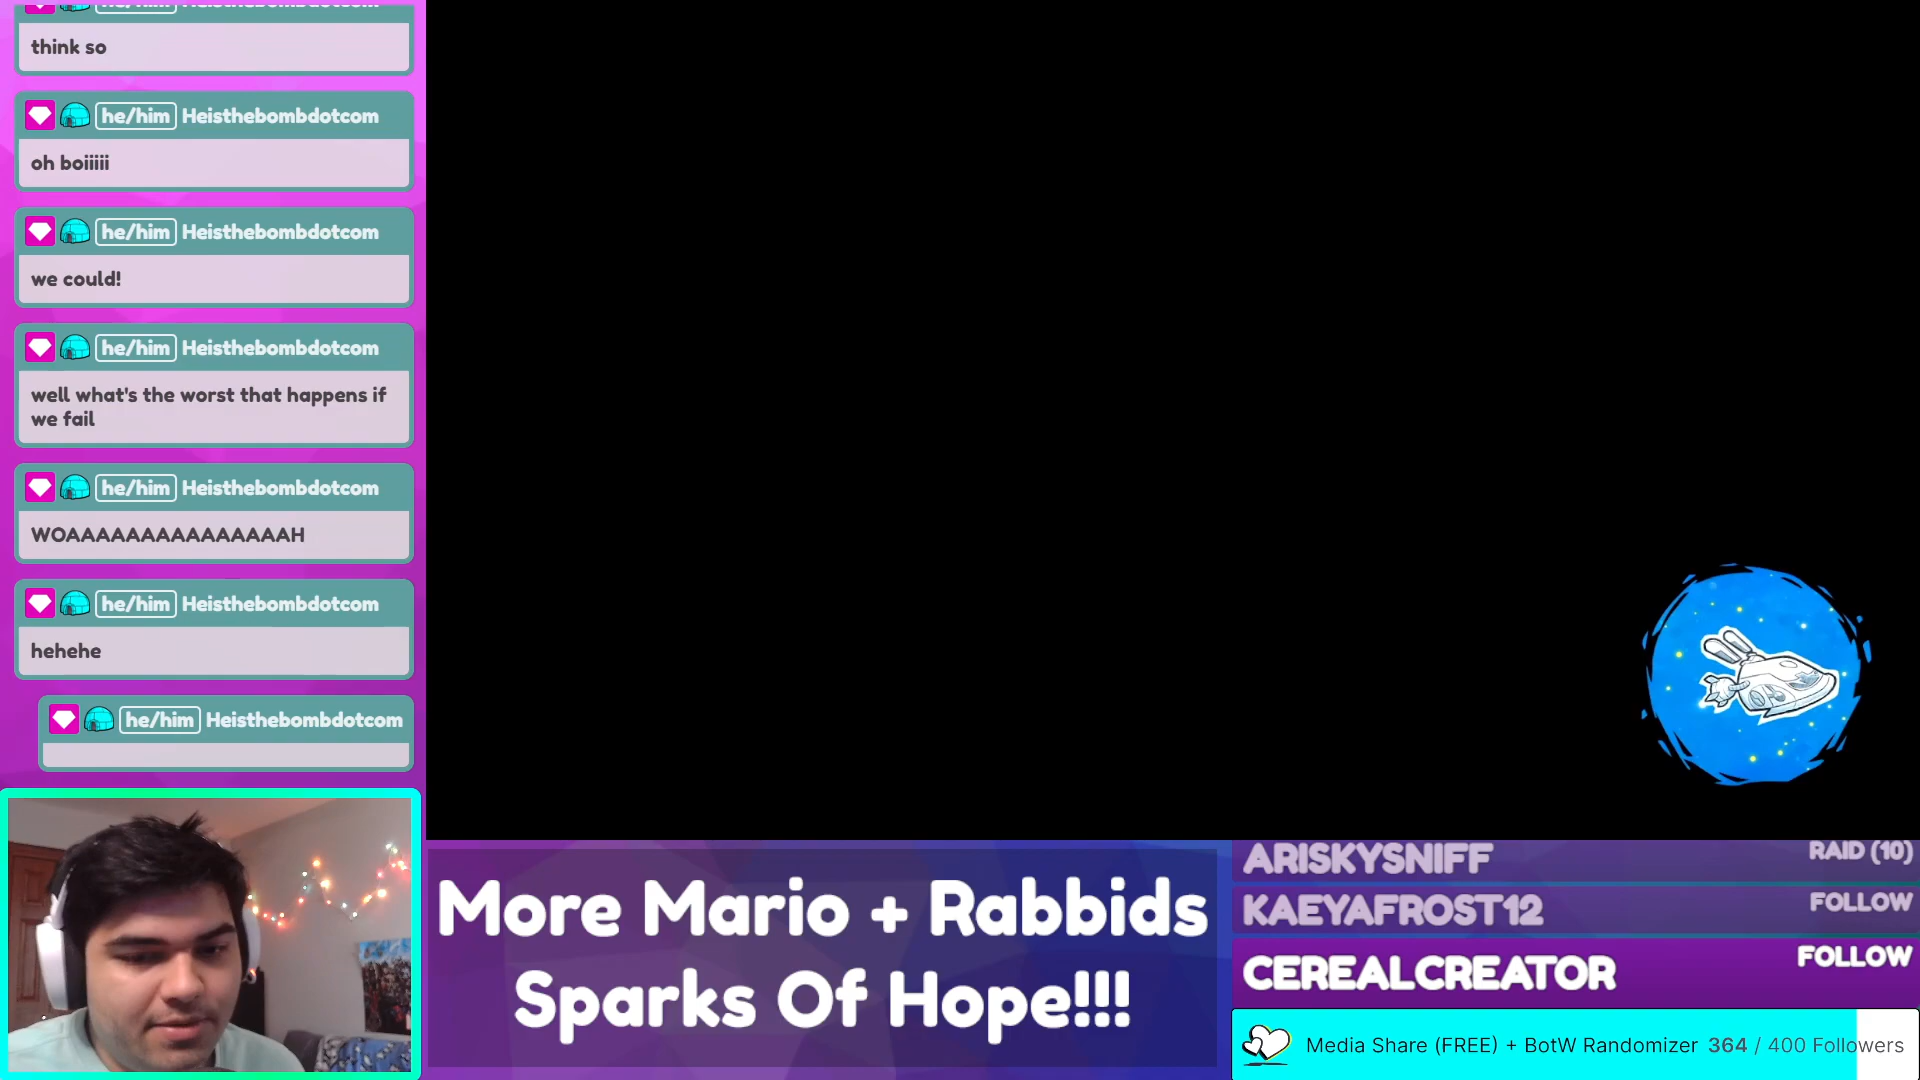 think so
he/him Heisthebombdotcom
oh boiiiii
he/him Heisthebombdotcom
we could!
he/him Heisthebombdotcom
well what's the worst that happens if
we fail
he/him Heisthebombdotcom
WOAAAAAAAAAAAAAAAH
he/him Heisthebombdotcom
hehehe
he/him Heisthebombdotcom
More Mario + Rabbids
Sparks Of Hope!!!
ARISKYSNIFF RAID (10)
KAEYAFROST12 FOLLOW
CEREALCREATOR FOLLOW
Media Share (FREE) + BotW Randomizer 364 / 400 Followers